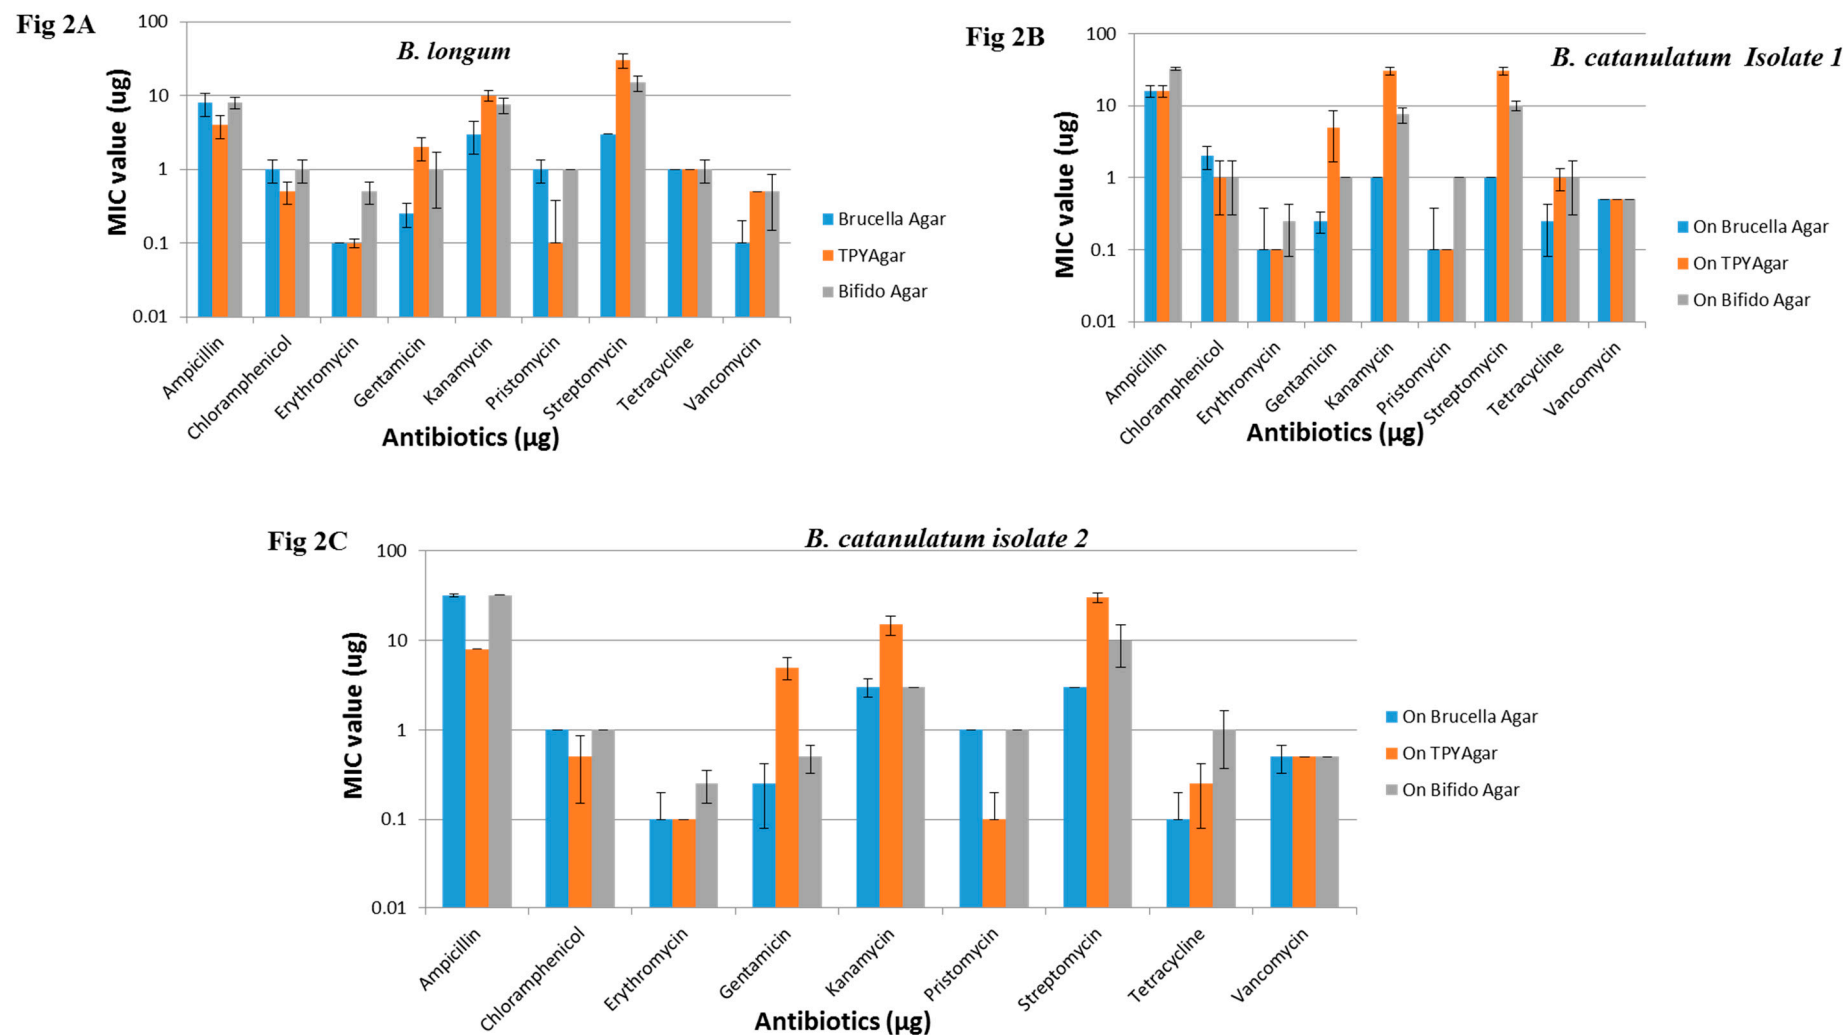 Fig 2A
B. longum
MIC value (ug)
100
10
1
0.1
0.01
Ampicillin
Chloramphenicol
Erythromycin
Gentamicin
Kanamycin
Pristomycin
Streptomycin
Tetracycline
Vancomycin
Antibiotics (µg)
Brucella Agar
TPYAgar
Bifido Agar
Fig 2B
B. catanulatum Isolate 1
MIC value (ug)
100
10
1
0.1
0.01
Ampicillin
Chloramphenicol
Erythromycin
Gentamicin
Kanamycin
Pristomycin
Streptomycin
Tetracycline
Vancomycin
Antibiotics (µg)
On Brucella Agar
On TPYAgar
On Bifido Agar
Fig 2C
B. catanulatum isolate 2
MIC value (ug)
100
10
1
0.1
0.01
Ampicillin
Chloramphenicol
Erythromycin
Gentamicin
Kanamycin
Pristomycin
Streptomycin
Tetracycline
Vancomycin
Antibiotics (µg)
On Brucella Agar
On TPYAgar
On Bifido Agar